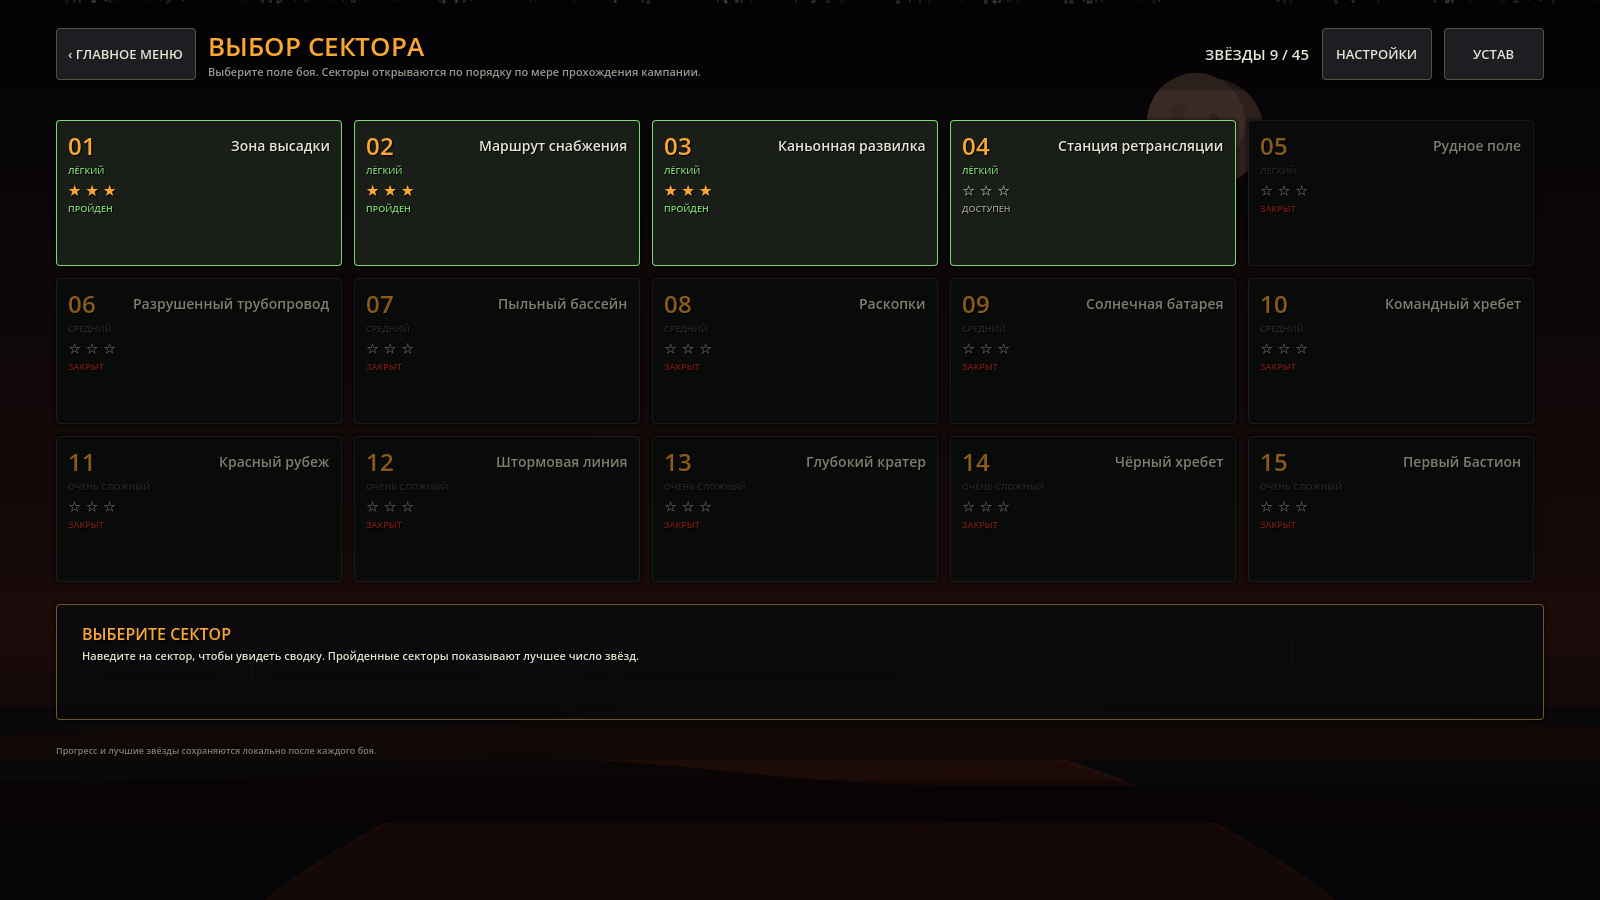 ‹ ГЛАВНОЕ МЕНЮ
ВЫБОР СЕКТОРА
Выберите поле боя. Секторы открываются по порядку по мере прохождения кампании.
ЗВЁЗДЫ 9 / 45
НАСТРОЙКИ
УСТАВ
01 Зона высадки
ЛЁГКИЙ
★ ★ ★
ПРОЙДЕН
02 Маршрут снабжения
ЛЁГКИЙ
★ ★ ★
ПРОЙДЕН
03 Каньонная развилка
ЛЁГКИЙ
★ ★ ★
ПРОЙДЕН
04 Станция ретрансляции
ЛЁГКИЙ
☆ ☆ ☆
ДОСТУПЕН
05 Рудное поле
ЛЁГКИЙ
☆ ☆ ☆
ЗАКРЫТ
06 Разрушенный трубопровод
СРЕДНИЙ
☆ ☆ ☆
ЗАКРЫТ
07 Пыльный бассейн
СРЕДНИЙ
☆ ☆ ☆
ЗАКРЫТ
08 Раскопки
СРЕДНИЙ
☆ ☆ ☆
ЗАКРЫТ
09 Солнечная батарея
СРЕДНИЙ
☆ ☆ ☆
ЗАКРЫТ
10 Командный хребет
СРЕДНИЙ
☆ ☆ ☆
ЗАКРЫТ
11 Красный рубеж
ОЧЕНЬ СЛОЖНЫЙ
☆ ☆ ☆
ЗАКРЫТ
12 Штормовая линия
ОЧЕНЬ СЛОЖНЫЙ
☆ ☆ ☆
ЗАКРЫТ
13 Глубокий кратер
ОЧЕНЬ СЛОЖНЫЙ
☆ ☆ ☆
ЗАКРЫТ
14 Чёрный хребет
ОЧЕНЬ СЛОЖНЫЙ
☆ ☆ ☆
ЗАКРЫТ
15 Первый Бастион
ОЧЕНЬ СЛОЖНЫЙ
☆ ☆ ☆
ЗАКРЫТ
ВЫБЕРИТЕ СЕКТОР
Наведите на сектор, чтобы увидеть сводку. Пройденные секторы показывают лучшее число звёзд.
Прогресс и лучшие звёзды сохраняются локально после каждого боя.